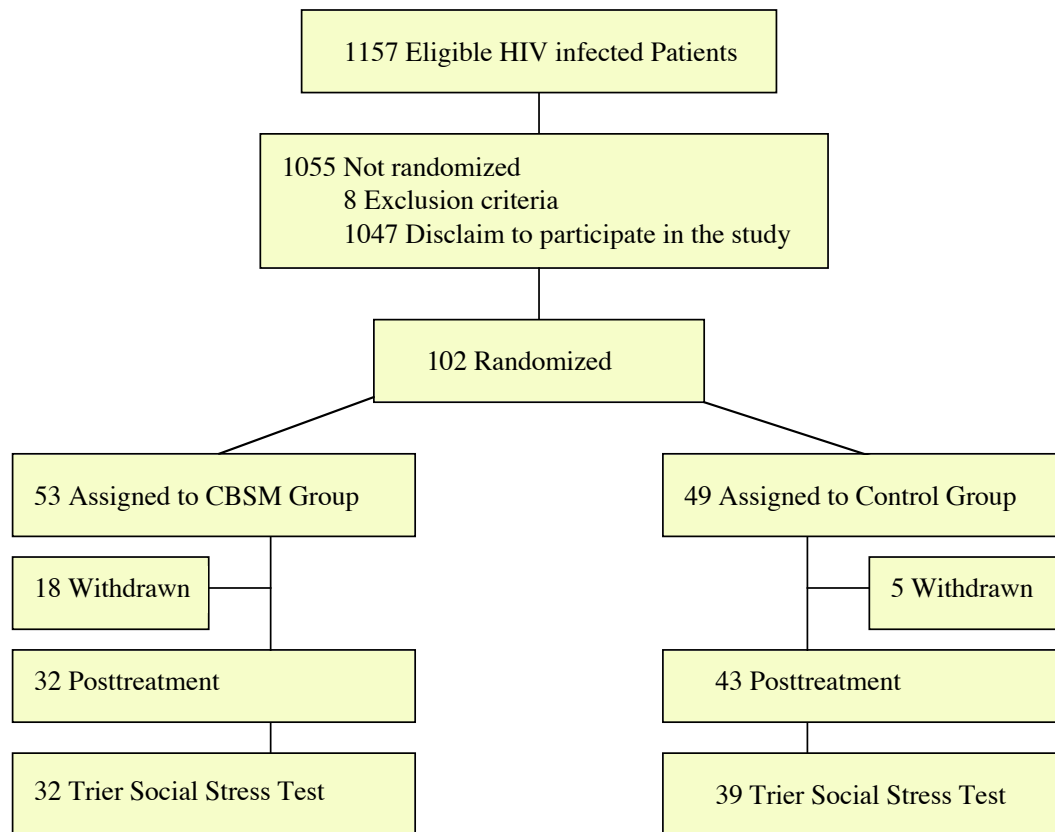 1157 Eligible HIV infected Patients
1055 Not randomized
8 Exclusion criteria
1047 Disclaim to participate in the study
102 Randomized
53 Assigned to CBSM Group
49 Assigned to Control Group
18 Withdrawn
5 Withdrawn
32 Posttreatment
43 Posttreatment
32 Trier Social Stress Test
39 Trier Social Stress Test